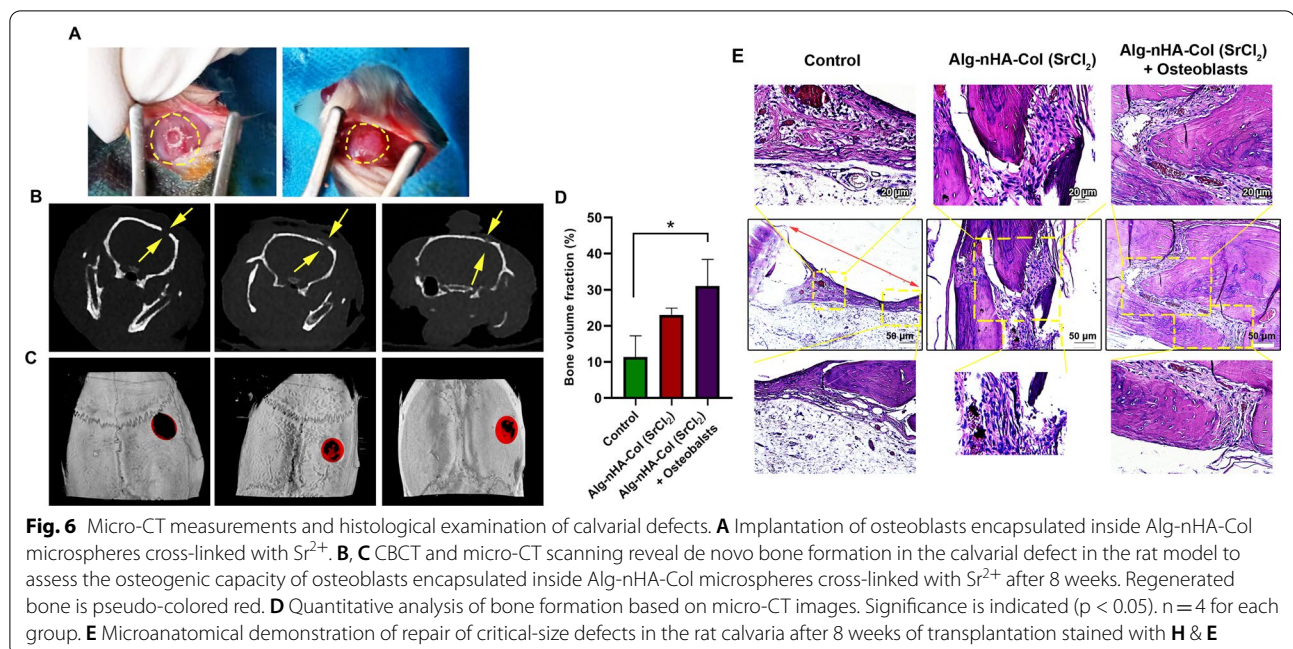 A
B
C
D
Bone volume fraction (%)
50
40
30
20
10
0
*
Control
Alg-nHA-Col (SrCl₂)
Alg-nHA-Col (SrCl₂)
+ Osteobalsts
E
Control
Alg-nHA-Col (SrCl₂)
Alg-nHA-Col (SrCl₂)
+ Osteoblasts
20 µm
20 µm
20 µm
50 µm
50 µm
50 µm
Fig. 6 Micro-CT measurements and histological examination of calvarial defects. A Implantation of osteoblasts encapsulated inside Alg-nHA-Col
microspheres cross-linked with Sr²⁺. B, C CBCT and micro-CT scanning reveal de novo bone formation in the calvarial defect in the rat model to
assess the osteogenic capacity of osteoblasts encapsulated inside Alg-nHA-Col microspheres cross-linked with Sr²⁺ after 8 weeks. Regenerated
bone is pseudo-colored red. D Quantitative analysis of bone formation based on micro-CT images. Significance is indicated (p < 0.05). n = 4 for each
group. E Microanatomical demonstration of repair of critical-size defects in the rat calvaria after 8 weeks of transplantation stained with H & E